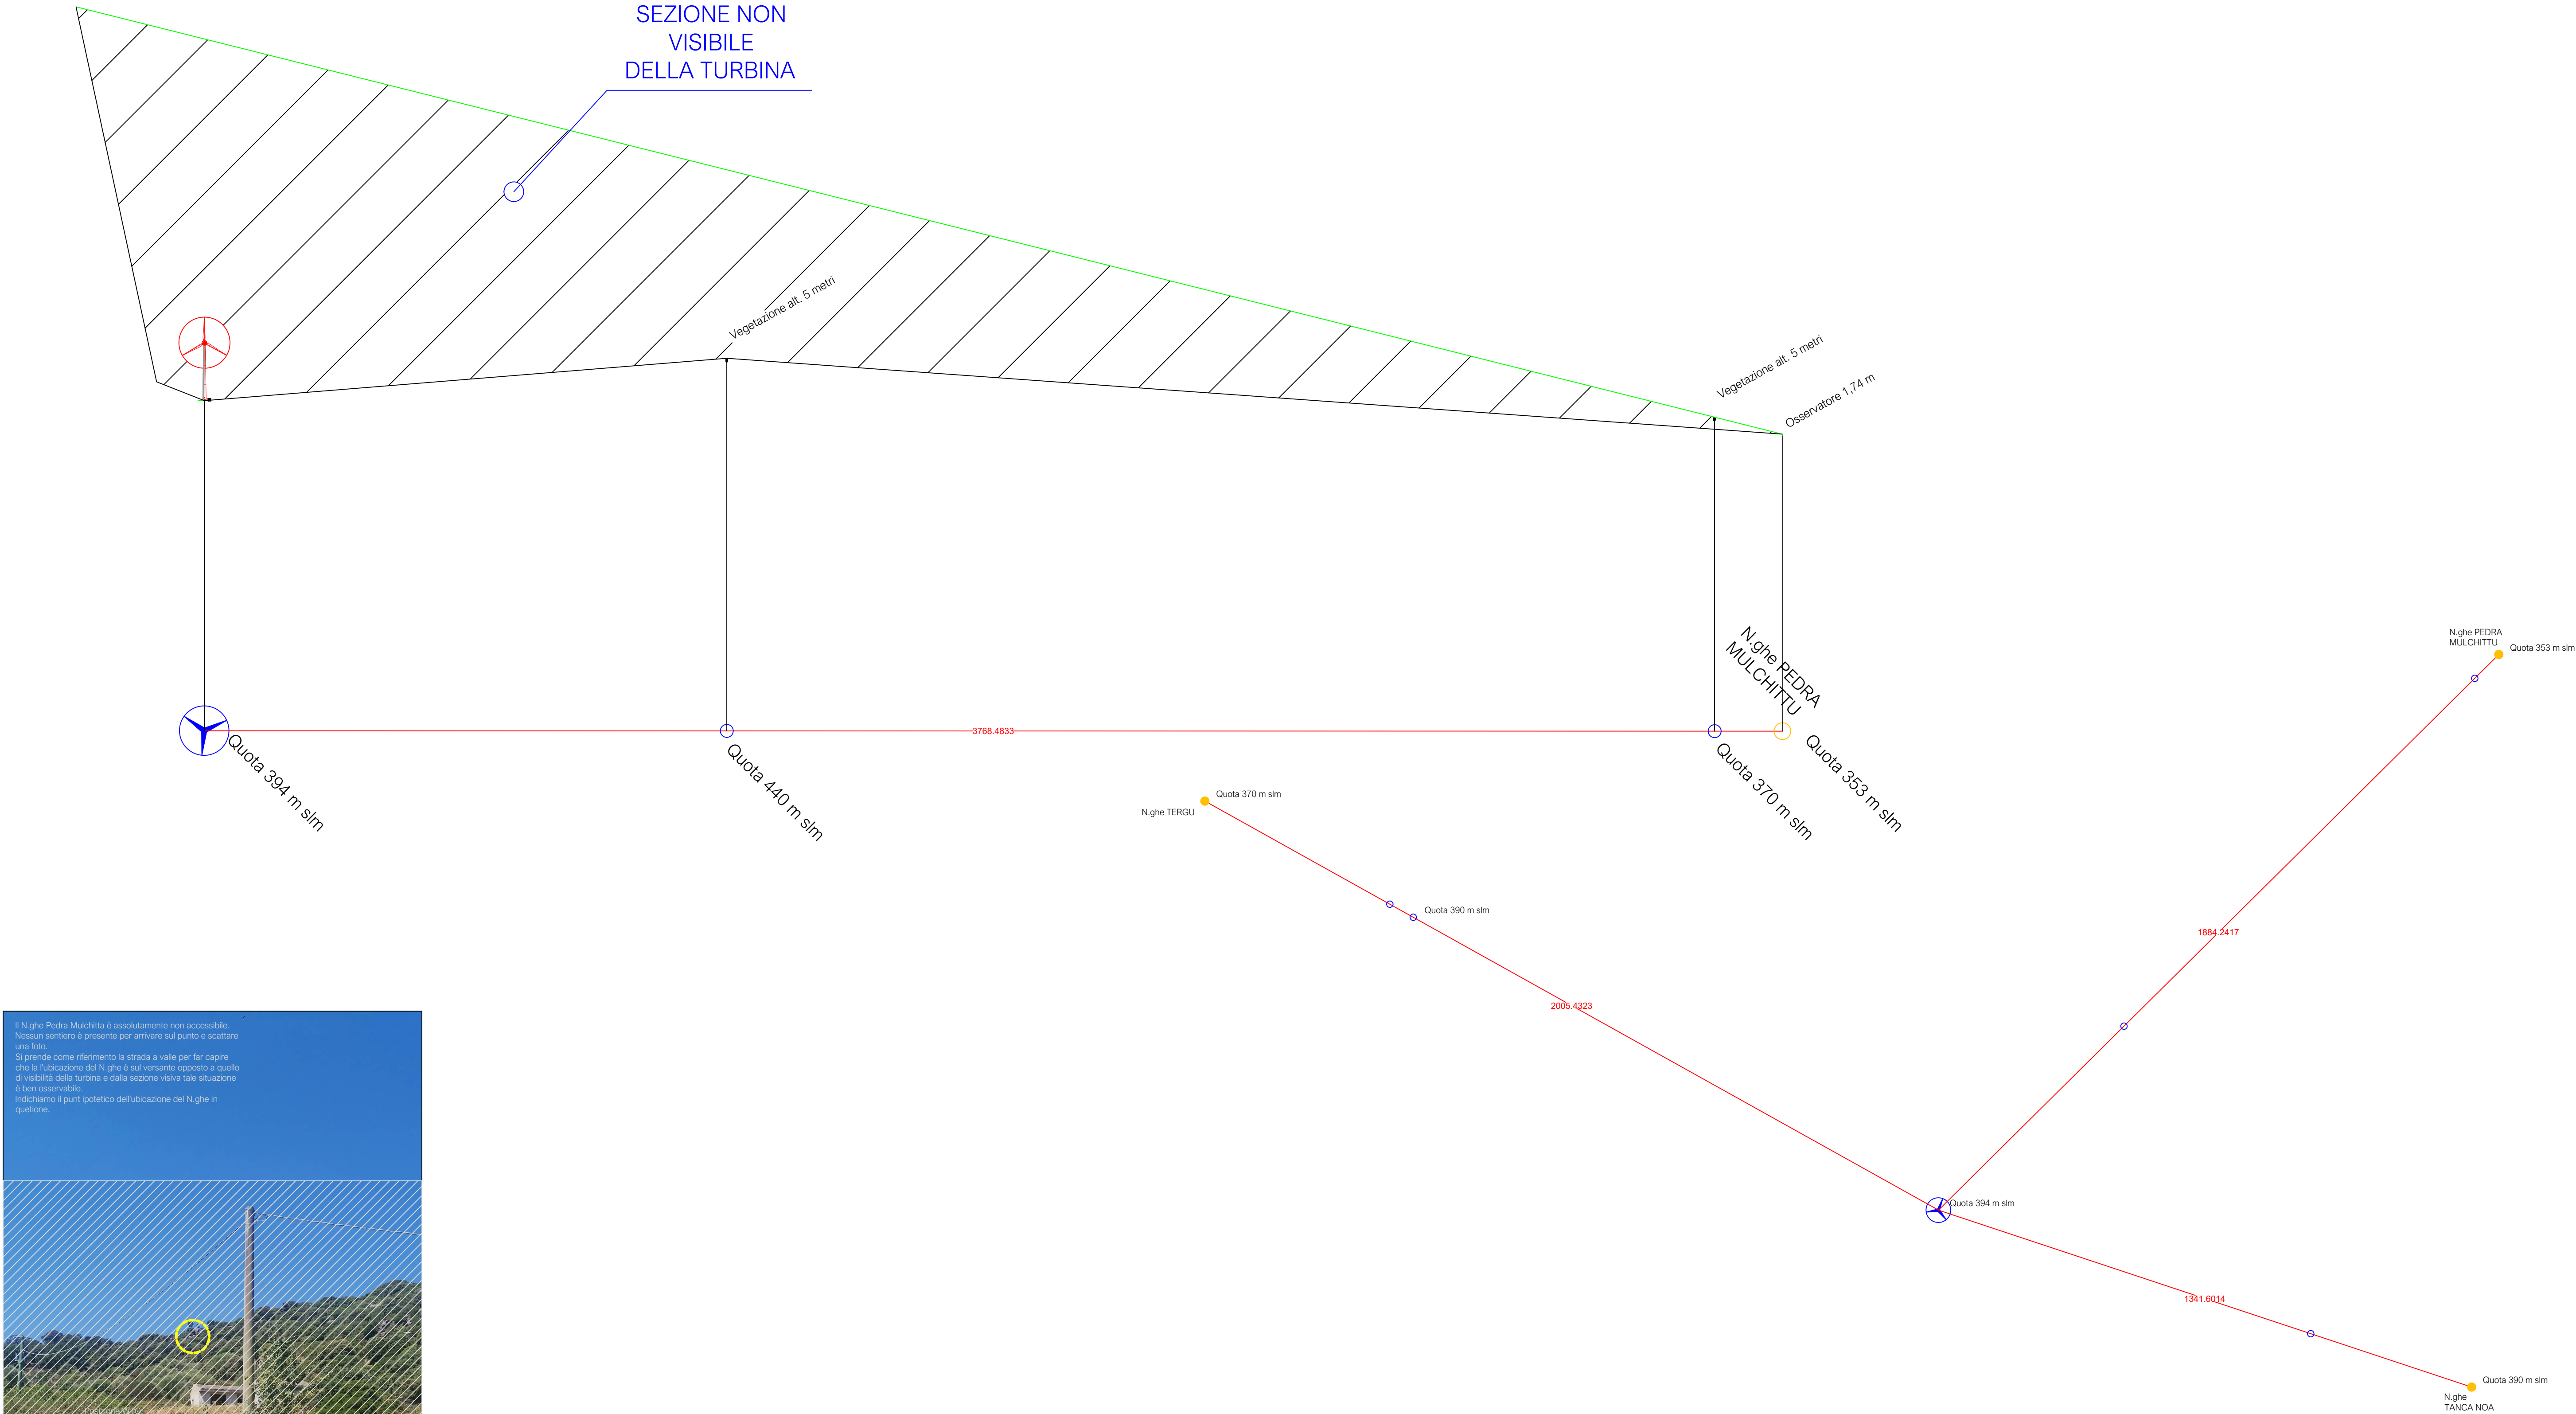 SEZIONE NON
VISIBILE
DELLA TURBINA
Vegetazione alt. 5 metri
Vegetazione alt. 5 metri
Osservatore 1,74 m
N.ghe PEDRA
MULCHITTU
3768.4833
Quota 394 m slm
Quota 440 m slm
Quota 370 m slm
Quota 353 m slm
N.ghe PEDRA
MULCHITTU
Quota 353 m slm
Quota 370 m slm
N.ghe TERGU
Quota 390 m slm
1884.2417
2005.4323
Quota 394 m slm
1341.6014
Quota 390 m slm
N.ghe
TANCA NOA
Il N.ghe Pedra Mulchitta è assolutamente non accessibile.
Nessun sentiero è presente per arrivare sul punto e scattare
una foto.
Si prende come riferimento la strada a valle per far capire
che la l'ubicazione del N.ghe è sul versante opposto a quello
di visibilità della turbina e dalla sezione visiva tale situazione
è ben osservabile.
Indichiamo il punt ipotetico dell'ubicazione del N.ghe in
quetione.